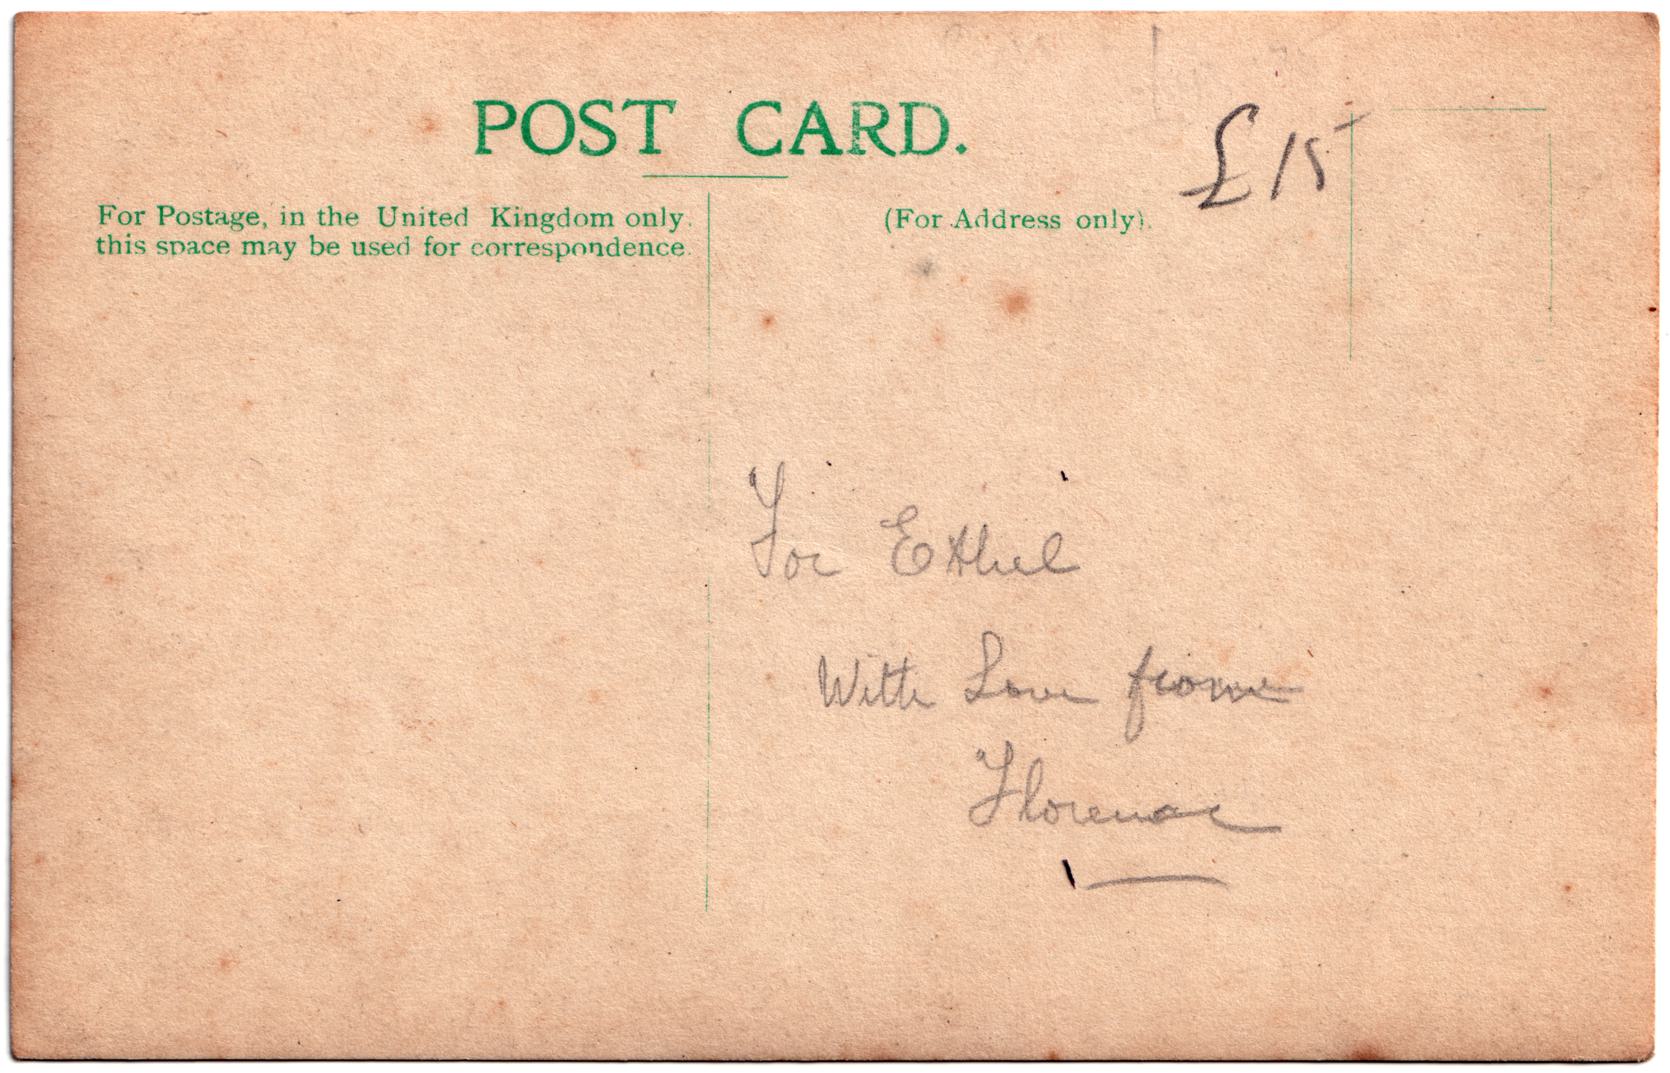 POST CARD.
£15
For Postage, in the United Kingdom only,
this space may be used for correspondence.
(For Address only).
For Ethel
With Love from
Florence